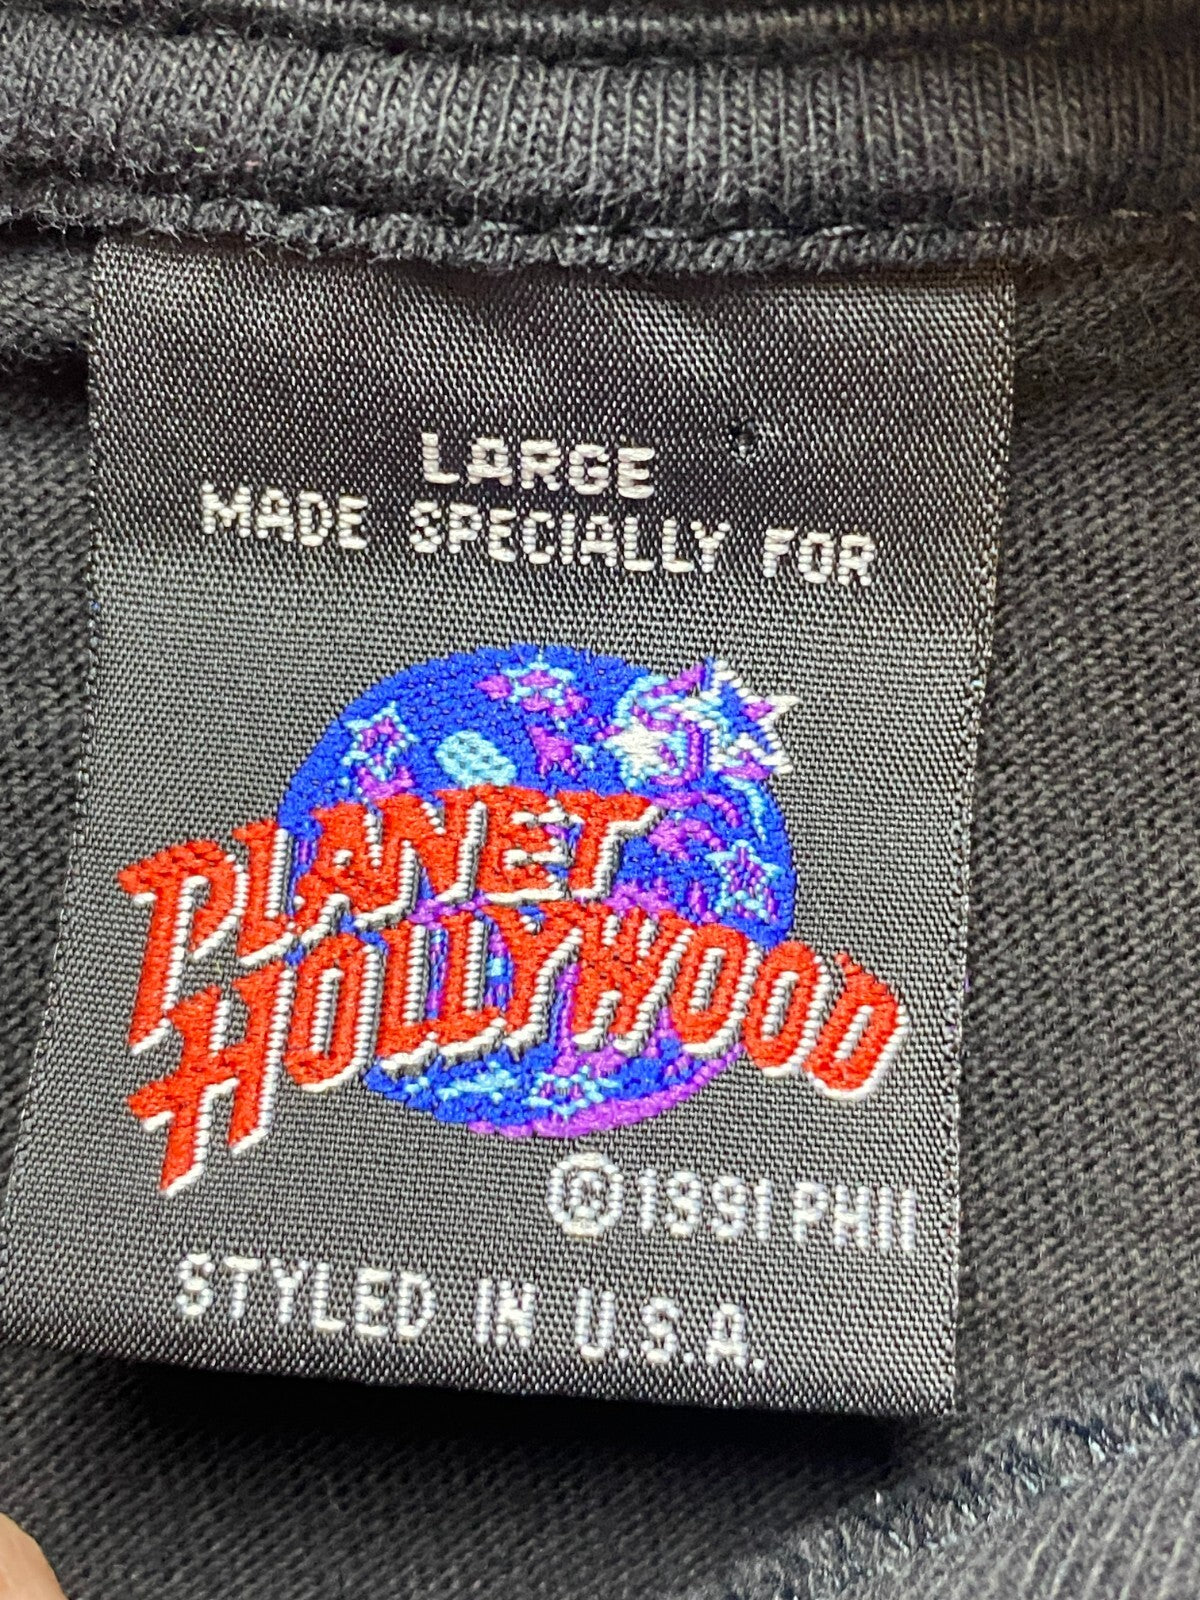 LARGE
MADE SPECIALLY FOR
PLANET
HOLLYWOOD
©1991 PHII
STYLED IN U.S.A.